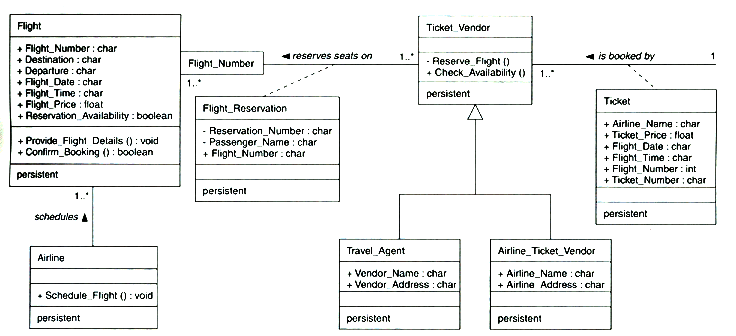 Flight
+ Flight_Number : char
+ Destination : char
+ Departure : char
+ Flight_Date : char
+ Flight_Time : char
+ Flight_Price : float
+ Reservation_Availability : boolean
+ Provide_Flight_Details () : void
+ Confirm_Booking () : boolean
persistent
Flight_Number
1..*
reserves seats on
1..*
Ticket_Vendor
- Reserve_Flight ()
+ Check_Availability ()
persistent
1..*
is booked by
1
Flight_Reservation
- Reservation_Number : char
- Passenger_Name : char
+ Flight_Number : char
persistent
Ticket
+ Airline_Name : char
+ Ticket_Price : float
+ Flight_Date : char
+ Flight_Time : char
+ Flight_Number : int
+ Ticket_Number : char
persistent
1..*
schedules
Airline
+ Schedule_Flight () : void
persistent
Travel_Agent
+ Vendor_Name : char
+ Vendor_Address : char
persistent
Airline_Ticket_Vendor
+ Airline_Name : char
+ Airline_Address : char
persistent